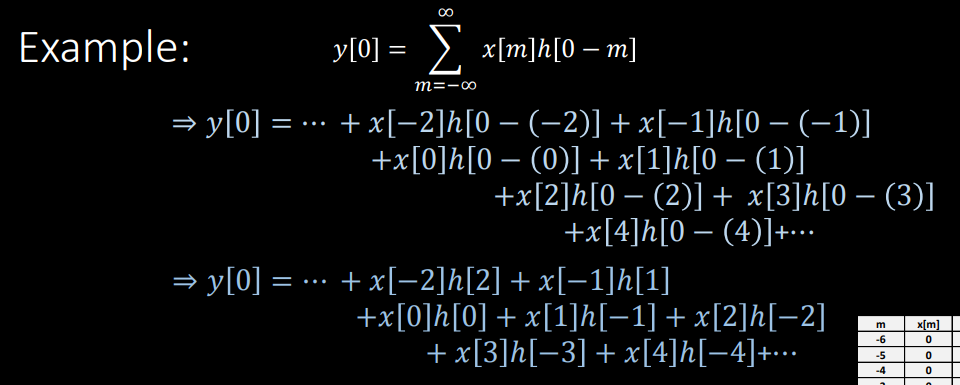 Example:
y[0] = ∑_{m=−∞}^{∞} x[m]h[0 − m]
⇒ y[0] = ⋯ + x[−2]h[0 − (−2)] + x[−1]h[0 − (−1)]
+x[0]h[0 − (0)] + x[1]h[0 − (1)]
+x[2]h[0 − (2)] + x[3]h[0 − (3)]
+x[4]h[0 − (4)]+⋯
⇒ y[0] = ⋯ + x[−2]h[2] + x[−1]h[1]
+x[0]h[0] + x[1]h[−1] + x[2]h[−2]
+ x[3]h[−3] + x[4]h[−4]+⋯
m x[m]
-6 0
-5 0
-4 0